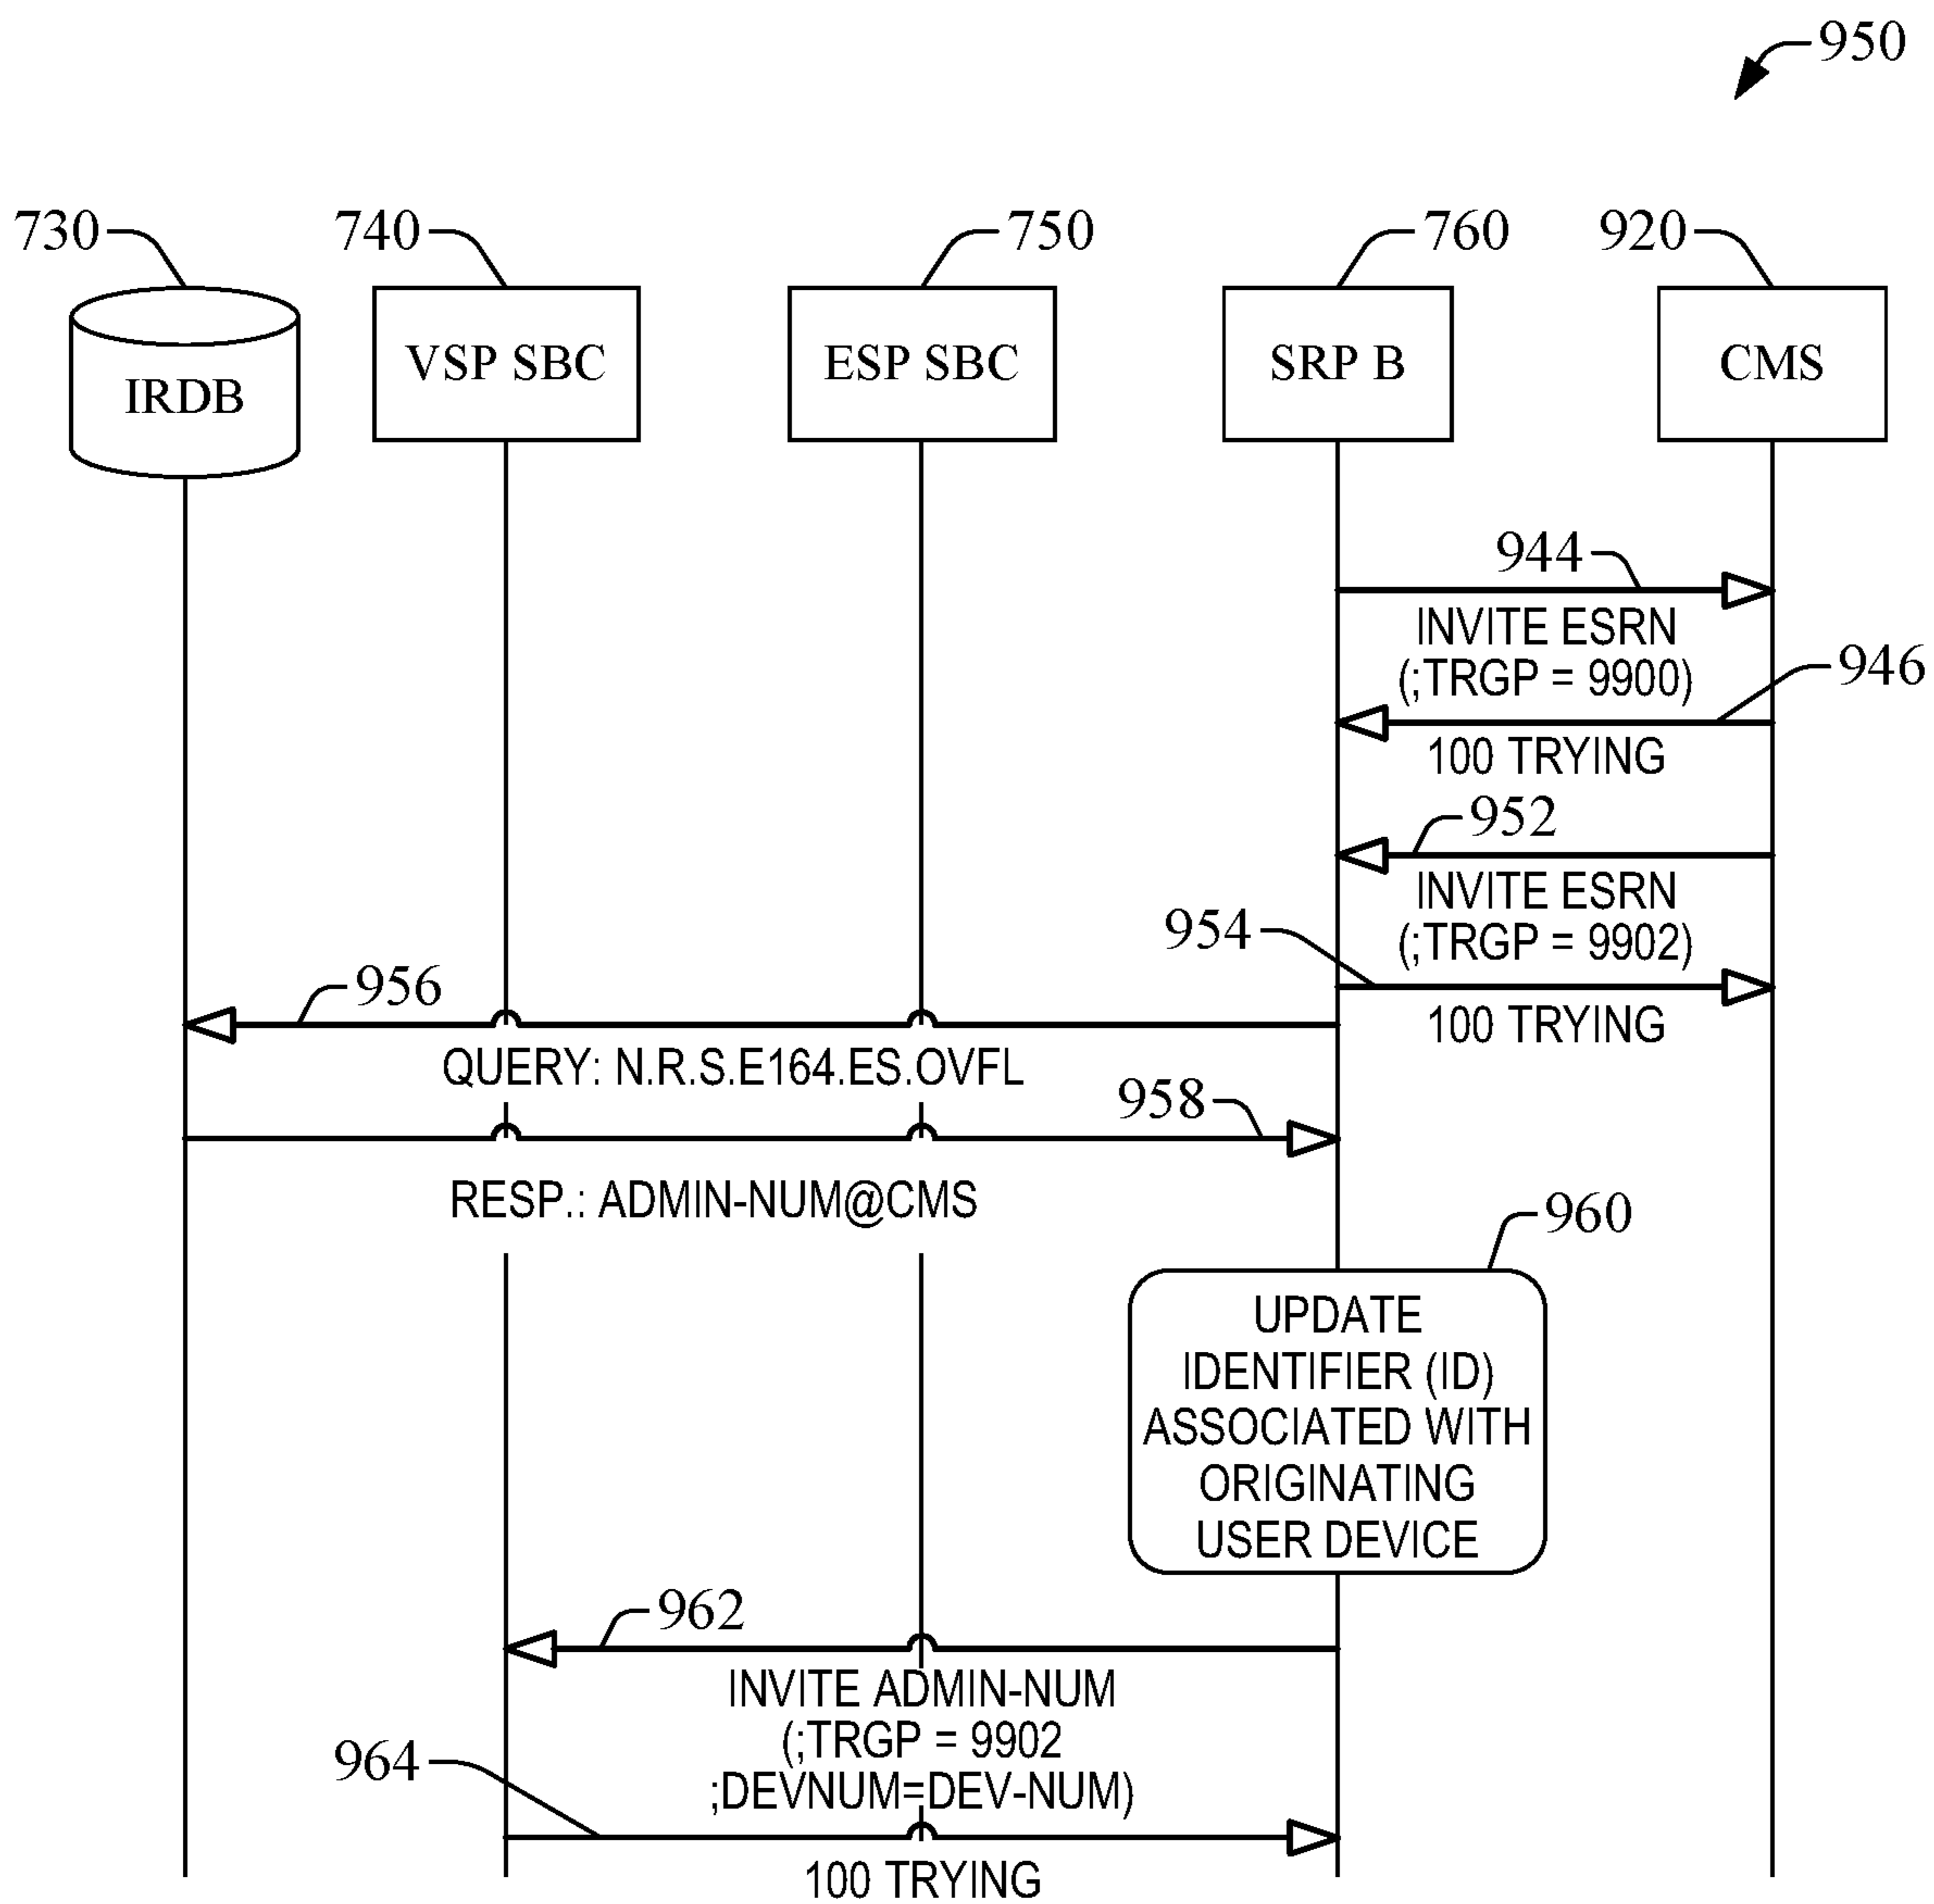 950
730
740
750
760
920
IRDB
VSP SBC
ESP SBC
SRP B
CMS
944
INVITE ESRN
(;TRGP = 9900)
946
100 TRYING
952
INVITE ESRN
(;TRGP = 9902)
954
100 TRYING
956
QUERY: N.R.S.E164.ES.OVFL
958
RESP.: ADMIN-NUM@CMS
960
UPDATE
IDENTIFIER (ID)
ASSOCIATED WITH
ORIGINATING
USER DEVICE
962
INVITE ADMIN-NUM
(;TRGP = 9902
;DEVNUM=DEV-NUM)
964
100 TRYING